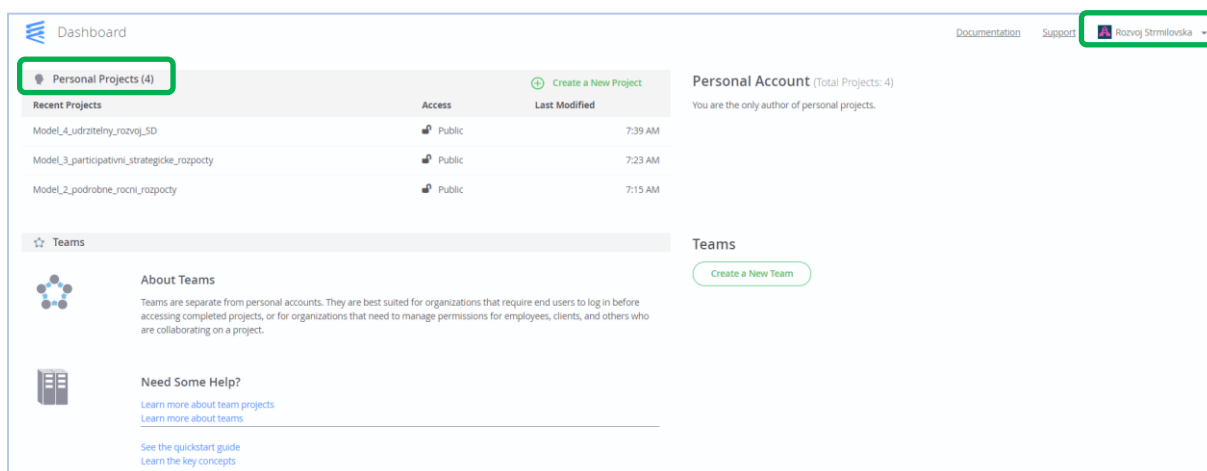 Dashboard
Documentation
Support
Rozvoj Strmilovska
Personal Projects (4)
Create a New Project
Recent Projects Access Last Modified
Model_4_udrzitelny_rozvoj_SD Public 7:39 AM
Model_3_participativni_strategicke_rozpocty Public 7:23 AM
Model_2_podrobne_rocni_rozpocty Public 7:15 AM
Personal Account (Total Projects: 4)
You are the only author of personal projects.
Teams
About Teams
Teams are separate from personal accounts. They are best suited for organizations that require end users to log in before
accessing completed projects, or for organizations that need to manage permissions for employees, clients, and others who
are collaborating on a project.
Need Some Help?
Learn more about team projects
Learn more about teams
See the quickstart guide
Learn the key concepts
Teams
Create a New Team